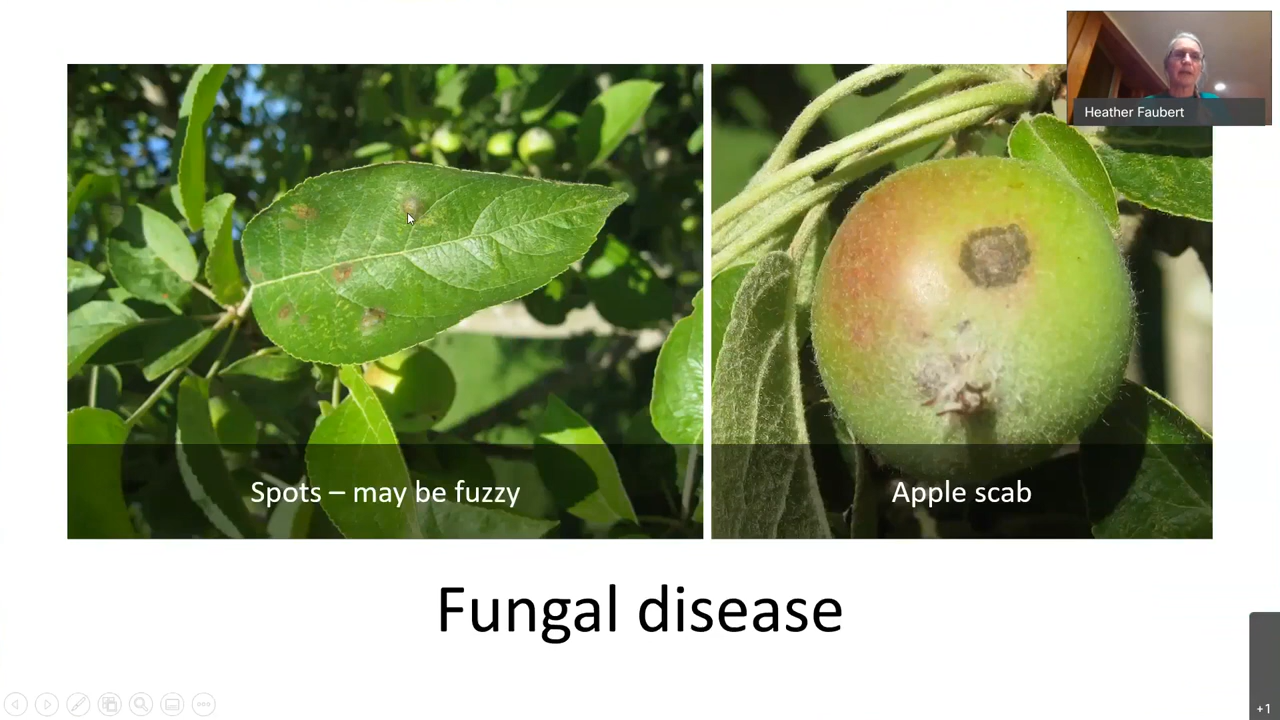 Heather Faubert
Spots – may be fuzzy
Apple scab
Fungal disease
+1